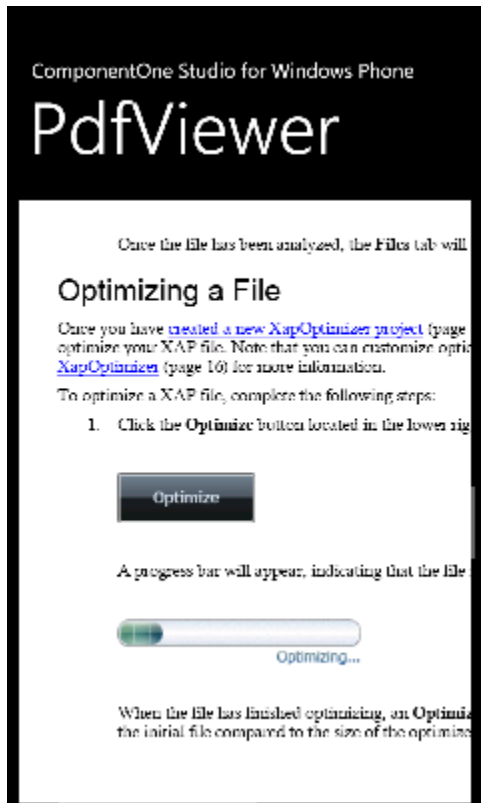 ComponentOne Studio for Windows Phone
PdfViewer
Once the file has been analyzed, the Files tab will
Optimizing a File
Once you have created a new XapOptimizer project (page
optimize your XAP file. Note that you can customize optio
XapOptimizer (page 16) for more information.
To optimize a XAP file, complete the following steps:
1. Click the Optimize button located in the lower rig
Optimize
A progress bar will appear, indicating that the file
Optimizing...
When the file has finished optimizing, an Optimiz
the initial file compared to the size of the optimize